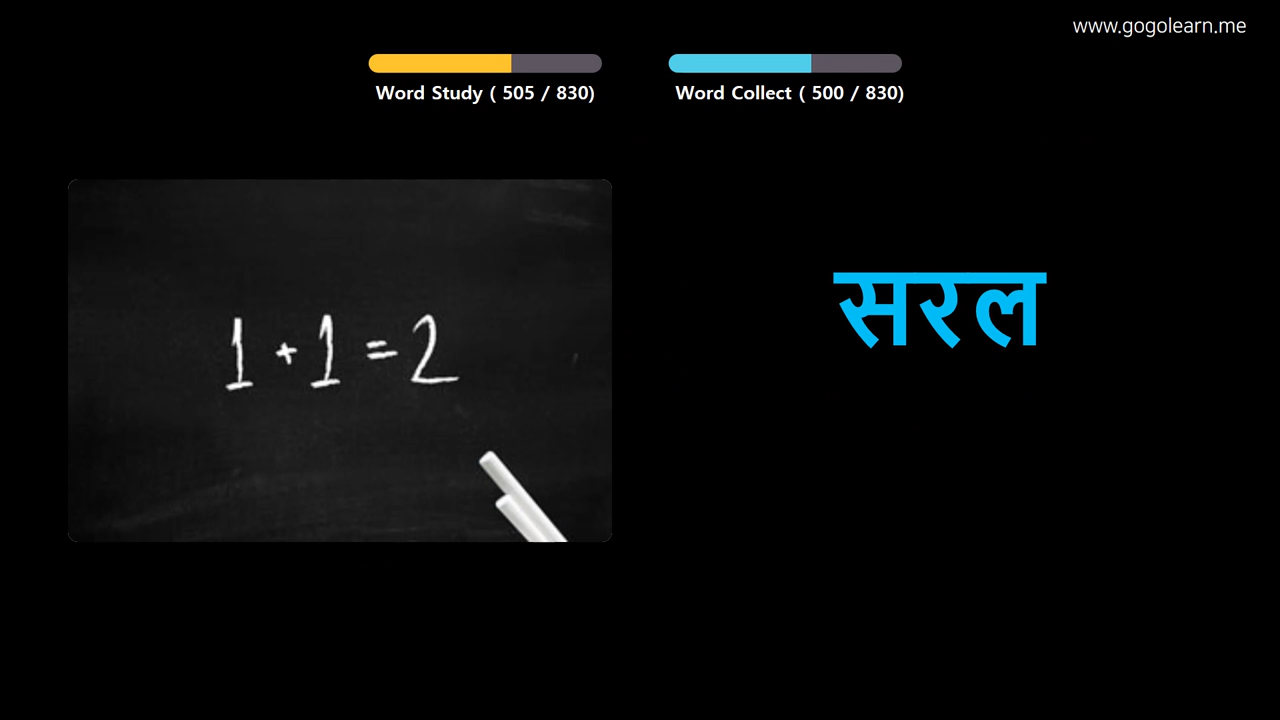 www.gogolearn.me
Word Study ( 505 / 830)
Word Collect ( 500 / 830)
1 + 1 = 2
सरल